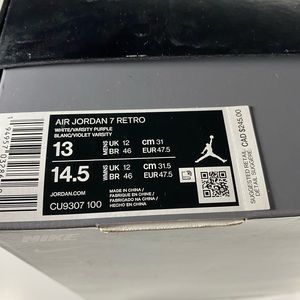 AIR JORDAN 7 RETRO
WHITE/VARSITY PURPLE
BLANC/VIOLET VARSITY
13 MENS UK 12 cm 31
BR 46 EUR 47.5
14.5 WMNS UK 12 cm 31.5
BR 46 EUR 47.5
JORDAN.COM
CU9307 100
MADE IN CHINA /
FABRIQUÉ EN CHINE /
FABRICADO NA CHINA /
HECHO EN CHINA
SUGGESTED RETAIL CAD $245.00
DETAIL SUGGÉRÉ